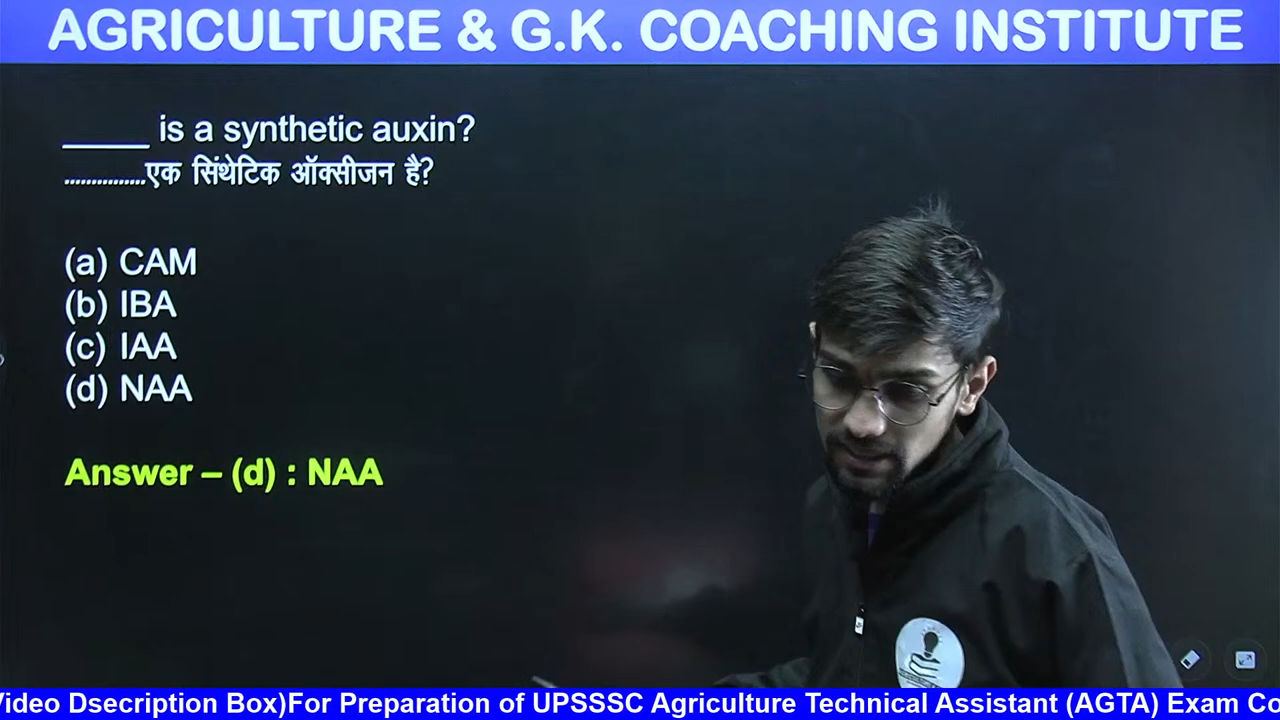 AGRICULTURE & G.K. COACHING INSTITUTE
_____ is a synthetic auxin?
...............एक सिंथेटिक ऑक्सीजन है?
(a) CAM
(b) IBA
(c) IAA
(d) NAA
Answer – (d) : NAA
Video Dsecription Box)For Preparation of UPSSSC Agriculture Technical Assistant (AGTA) Exam Co